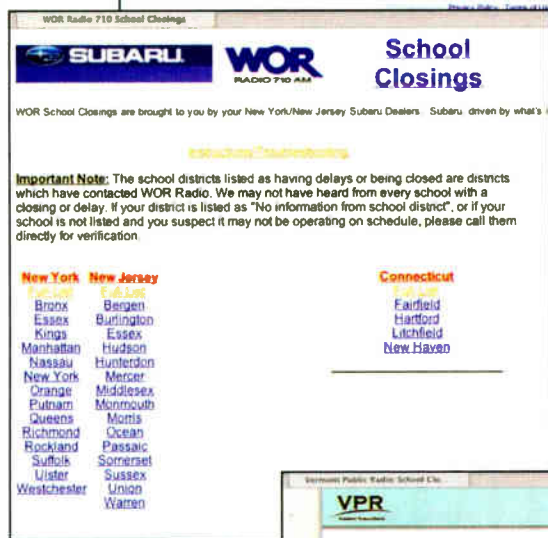 Privacy Policy Terms of
WOR Radio 710 School Closings
SUBARU. WOR
RADIO 710 AM
School
Closings
WOR School Closings are brought to you by your New York/New Jersey Subaru Dealers. Subaru driven by what's
Important Note: The school districts listed as having delays or being closed are districts
which have contacted WOR Radio. We may not have heard from every school with a
closing or delay. If your district is listed as "No information from school district", or if your
school is not listed and you suspect it may not be operating on schedule, please call them
directly for verification
New York New Jersey Connecticut
Full List Full List Full List
Bronx Bergen Fairfield
Essex Burlington Hartford
Kings Essex Litchfield
Manhattan Hudson New Haven
Nassau Hunterdon
New York Mercer
Orange Middlesex
Putnam Monmouth
Queens Morris
Richmond Ocean
Rockland Passaic
Suffolk Somerset
Ulster Sussex
Westchester Union
Warren
Vermont Public Radio School Clo
VPR